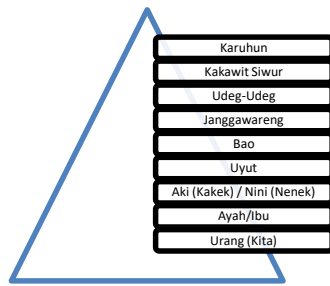 Karuhun
Kakawit Siwur
Udeg-Udeg
Janggawareng
Bao
Uyut
Aki (Kakek) / Nini (Nenek)
Ayah/Ibu
Urang (Kita)